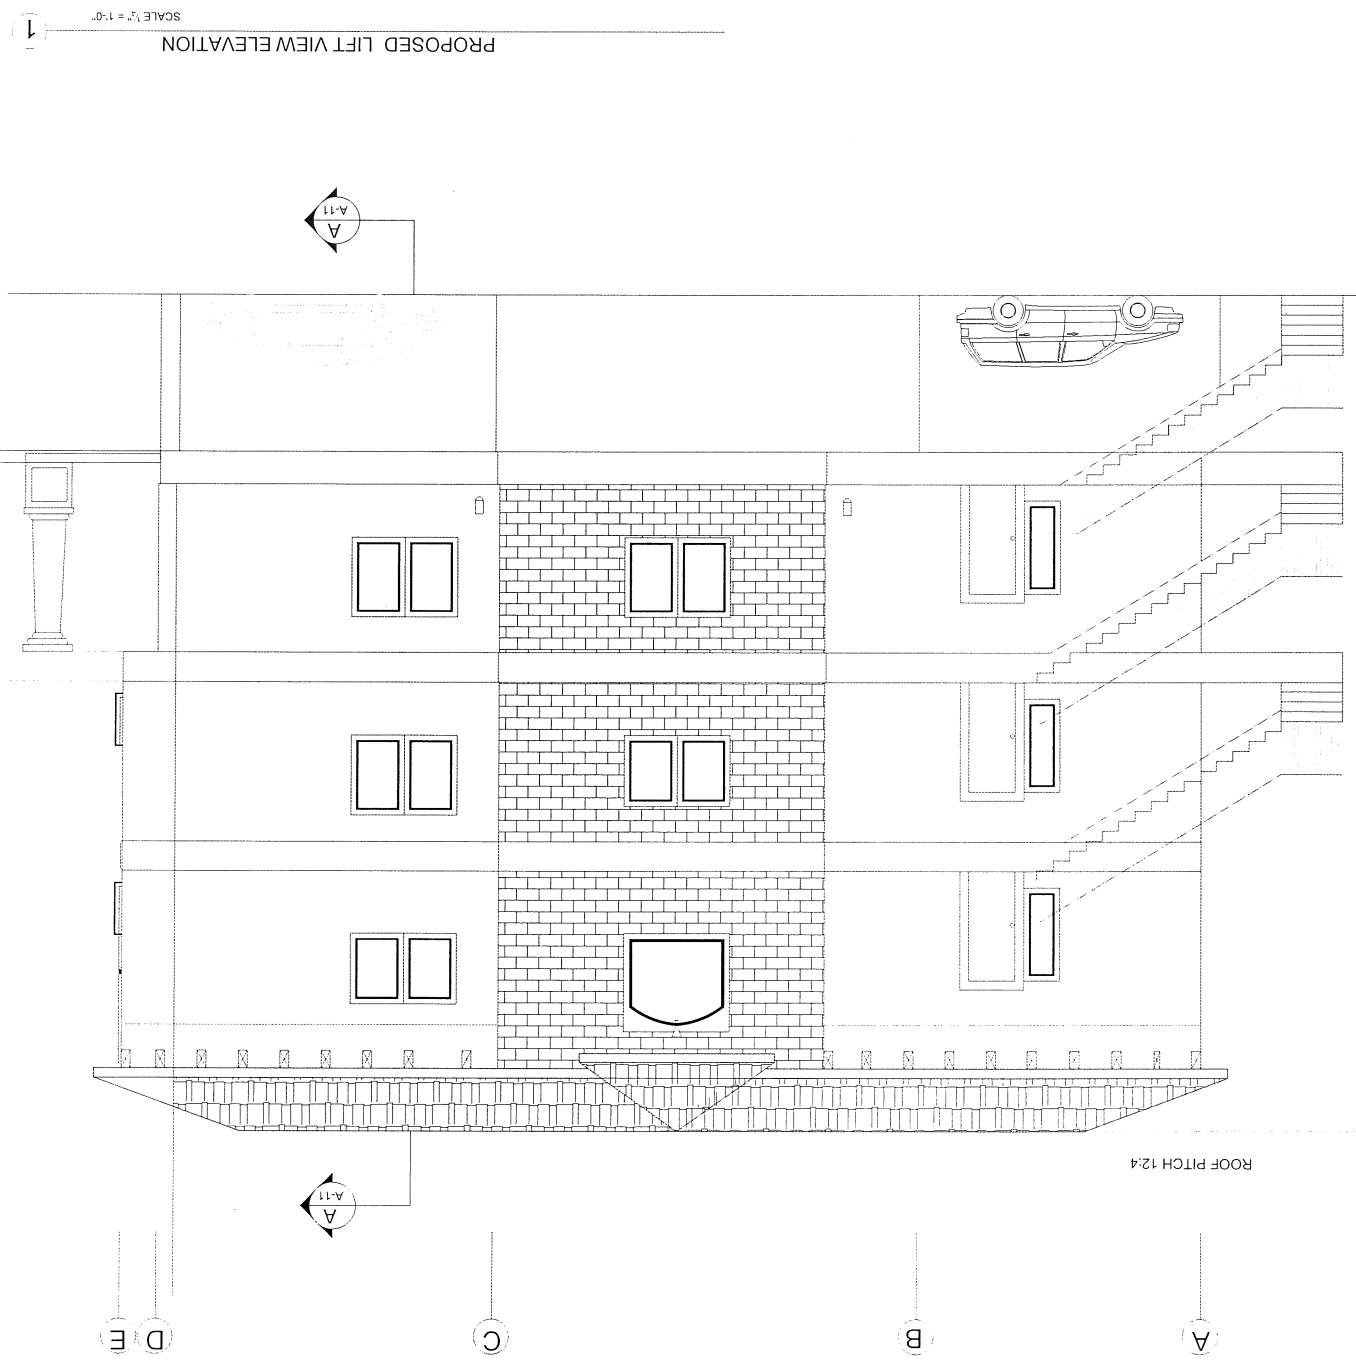 A B C D E
A
A-11
ROOF PITCH 12:4
A
A-11
PROPOSED LIFT VIEW ELEVATION
1
SCALE ¼" = 1'-0"